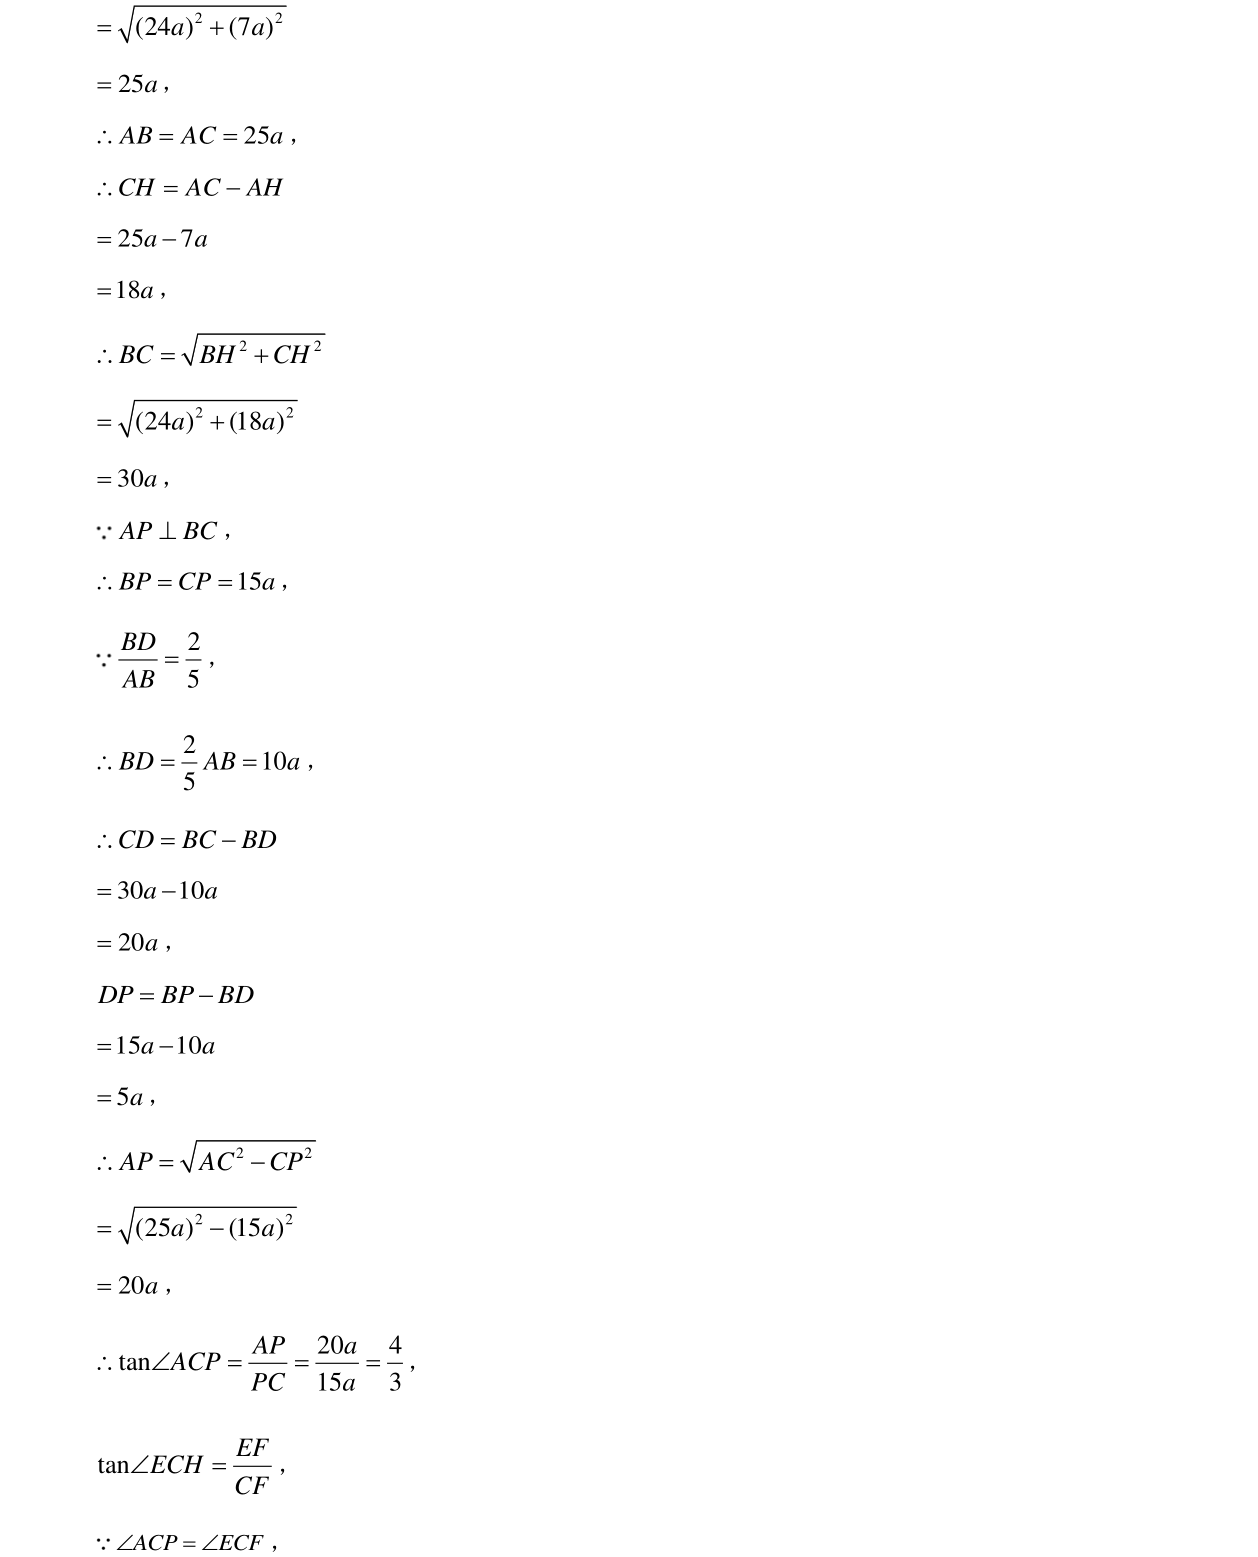 = √((24a)² + (7a)²)
= 25a，
∴ AB = AC = 25a，
∴ CH = AC − AH
= 25a − 7a
= 18a，
∴ BC = √(BH² + CH²)
= √((24a)² + (18a)²)
= 30a，
∵ AP ⊥ BC，
∴ BP = CP = 15a，
∵ BD/AB = 2/5，
∴ BD = 2/5 AB = 10a，
∴ CD = BC − BD
= 30a − 10a
= 20a，
DP = BP − BD
= 15a − 10a
= 5a，
∴ AP = √(AC² − CP²)
= √((25a)² − (15a)²)
= 20a，
∴ tan∠ACP = AP/PC = 20a/15a = 4/3，
tan∠ECH = EF/CF，
∵ ∠ACP = ∠ECF，